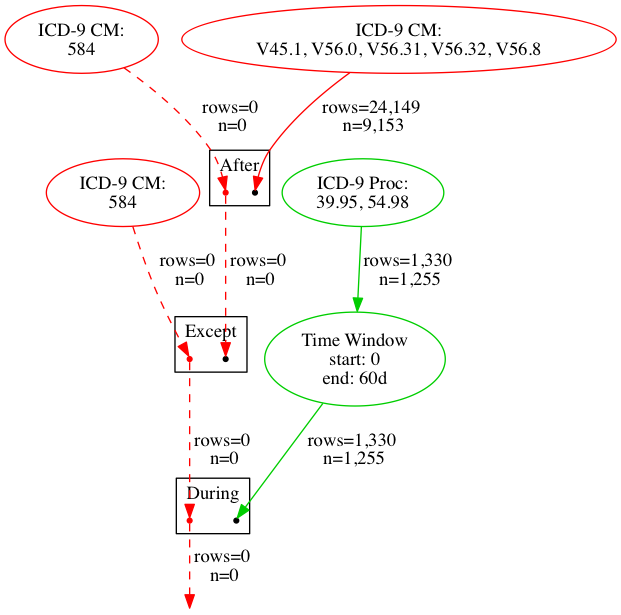 ICD-9 CM:
584
ICD-9 CM:
V45.1, V56.0, V56.31, V56.32, V56.8
rows=0
n=0
rows=24,149
n=9,153
After
ICD-9 CM:
584
ICD-9 Proc:
39.95, 54.98
rows=0
n=0
rows=0
n=0
rows=1,330
n=1,255
Except
Time Window
start: 0
end: 60d
rows=0
n=0
rows=1,330
n=1,255
During
rows=0
n=0